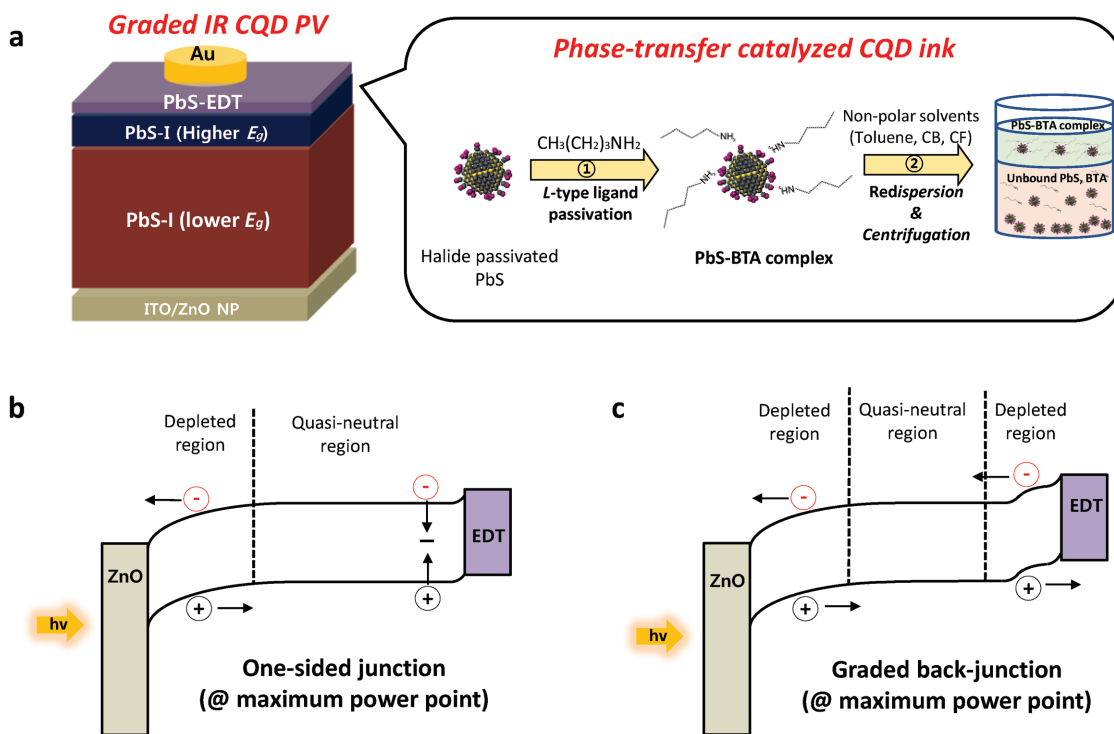 a
Graded IR CQD PV
Au
PbS-EDT
PbS-I (Higher Eg)
PbS-I (lower Eg)
ITO/ZnO NP
Phase-transfer catalyzed CQD ink
Halide passivated
PbS
CH₃(CH₂)₃NH₂
①
L-type ligand
passivation
NH₂
H₂N
NH₂
H₂N
PbS-BTA complex
Non-polar solvents
(Toluene, CB, CF)
②
Redispersion
&
Centrifugation
PbS-BTA complex
Unbound PbS, BTA
b
Depleted
region
Quasi-neutral
region
-
-
+
+
ZnO
EDT
hv
One-sided junction
(@ maximum power point)
c
Depleted
region
Quasi-neutral
region
Depleted
region
-
-
+
+
ZnO
EDT
hv
Graded back-junction
(@ maximum power point)